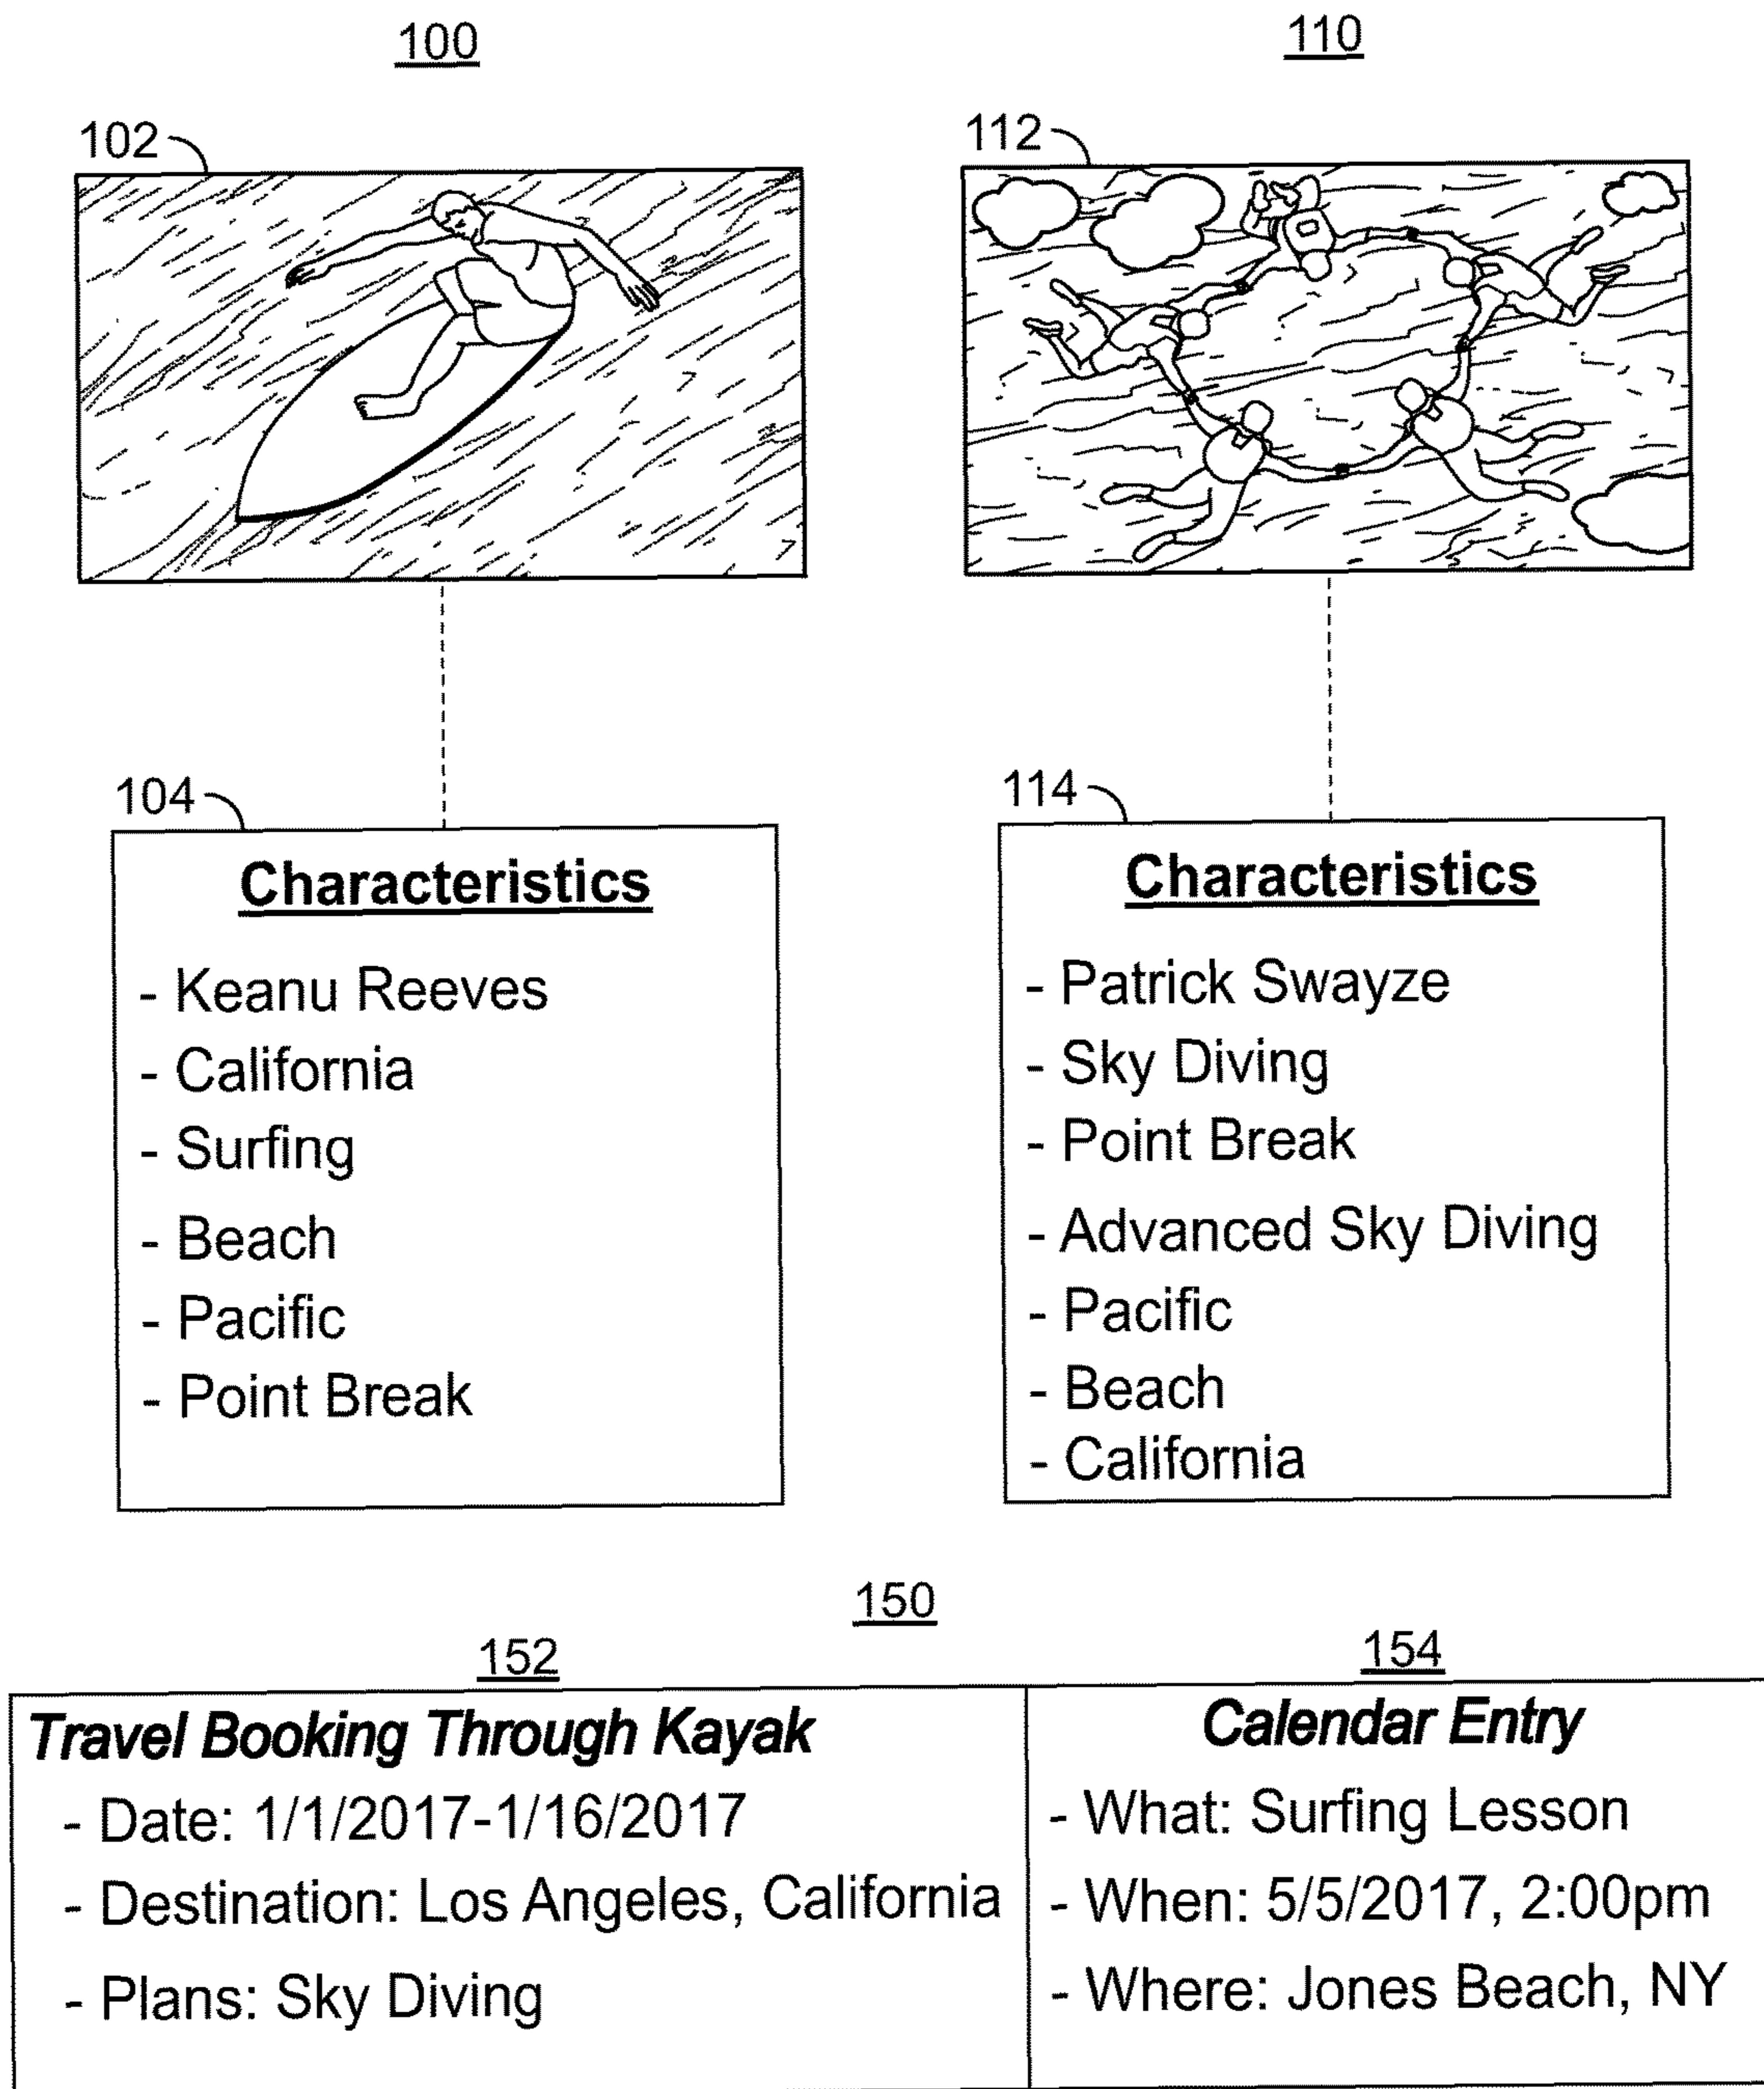 100
102
104
Characteristics
- Keanu Reeves
- California
- Surfing
- Beach
- Pacific
- Point Break
110
112
114
Characteristics
- Patrick Swayze
- Sky Diving
- Point Break
- Advanced Sky Diving
- Pacific
- Beach
- California
150
152
Travel Booking Through Kayak
- Date: 1/1/2017-1/16/2017
- Destination: Los Angeles, California
- Plans: Sky Diving
154
Calendar Entry
- What: Surfing Lesson
- When: 5/5/2017, 2:00pm
- Where: Jones Beach, NY